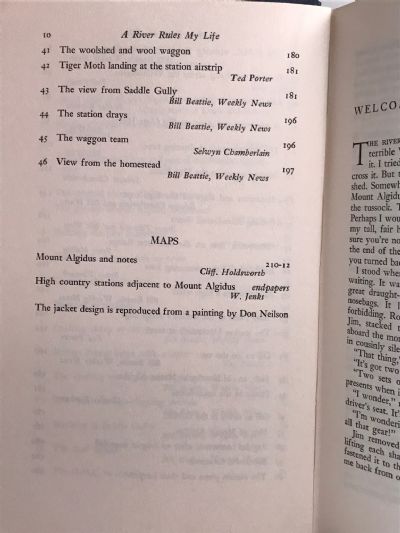 10 A River Rules My Life
41 The woolshed and wool waggon 180
42 Tiger Moth landing at the station airstrip 181
Ted Porter
43 The view from Saddle Gully 181
Bill Beattie, Weekly News
44 The station drays 196
Bill Beattie, Weekly News
45 The waggon team 196
Selwyn Chamberlain
46 View from the homestead 197
Bill Beattie, Weekly News
MAPS
Mount Algidus and notes 210-12
Cliff. Holdsworth
High country stations adjacent to Mount Algidus endpapers
W. Jenks
The jacket design is reproduced from a painting by Don Neilson
WELCO
THE RIVER
terrible
it. I tried
cross it. But
shed. Somewh
Mount Algidus
the tussock. T
Perhaps I wou
my tall, fair h
sure you're no
the end of the
you turned back
I stood when
waiting. It wa
great draught-
nosebags. It
forbidding. Ro
Jim, stacked
aboard the mon
in cousinly sile
"That thing,"
"It's got two
"Two sets o
presents when i
"I wonder,"
driver's seat. It
"I'm wonderi
all that gear!"
Jim removed
lifting each sha
fastened it to th
me back from o